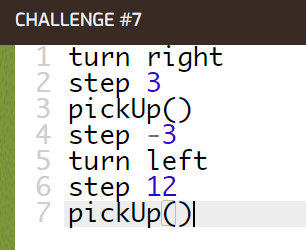 CHALLENGE #7
1 turn right
2 step 3
3 pickUp()
4 step -3
5 turn left
6 step 12
7 pickUp()